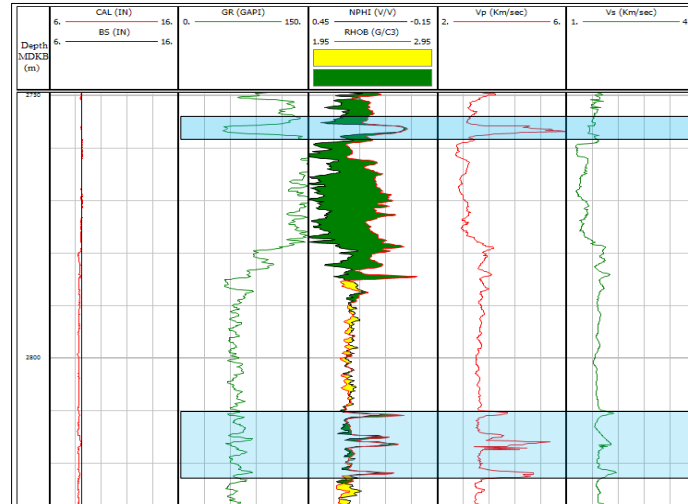 CAL (IN)
6. 16.
BS (IN)
6. 16.
GR (GAPI)
0. 150.
NPHI (V/V)
0.45 -0.15
RHOB (G/C3)
1.95 2.95
Vp (Km/sec)
2. 6.
Vs (Km/sec)
1. 4.
Depth
MDKB
(m)
2800